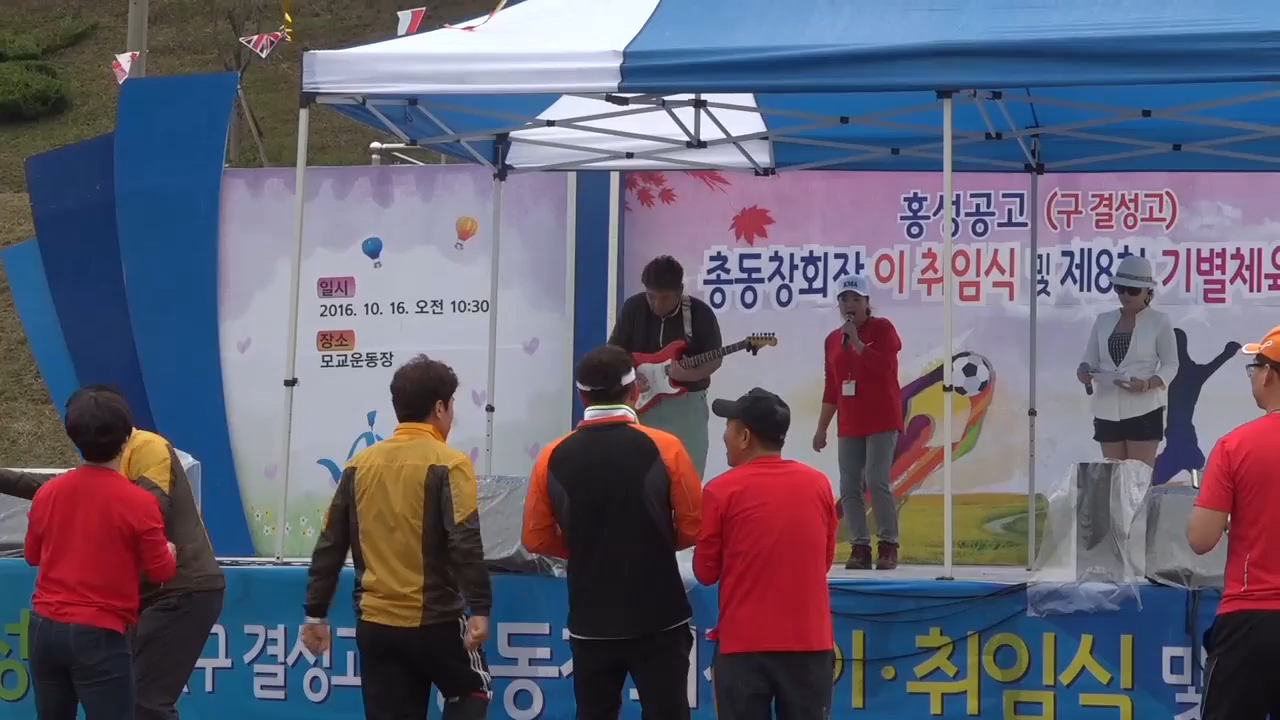 홍성공고 (구 결성고)
총동창회장 이 취임식 및 제8회 기별체육
일시
2016. 10. 16. 오전 10:30
장소
모교운동장
KMA
구 결성고 동 이·취임식 및